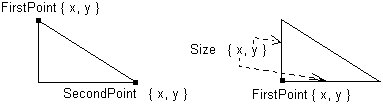 FirstPoint { x, y }
SecondPoint { x, y }
Size { x, y }
FirstPoint { x, y }